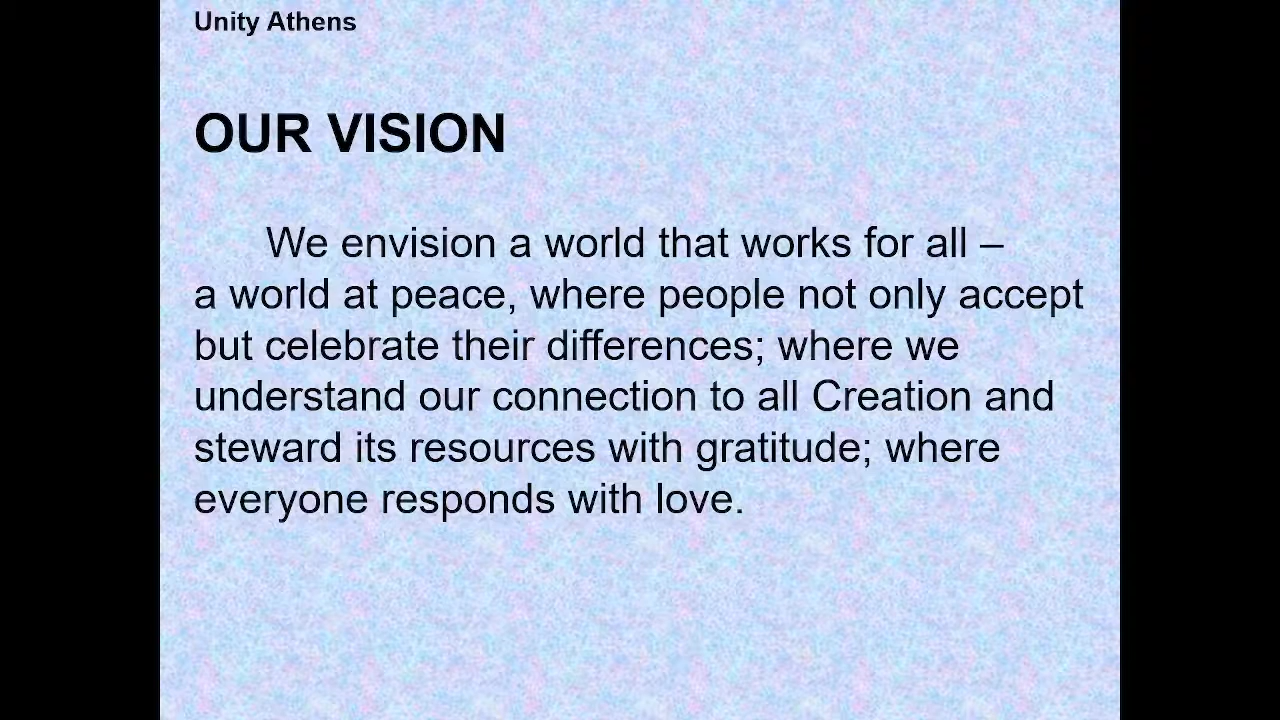 Unity Athens
OUR VISION
We envision a world that works for all –
a world at peace, where people not only accept
but celebrate their differences; where we
understand our connection to all Creation and
steward its resources with gratitude; where
everyone responds with love.